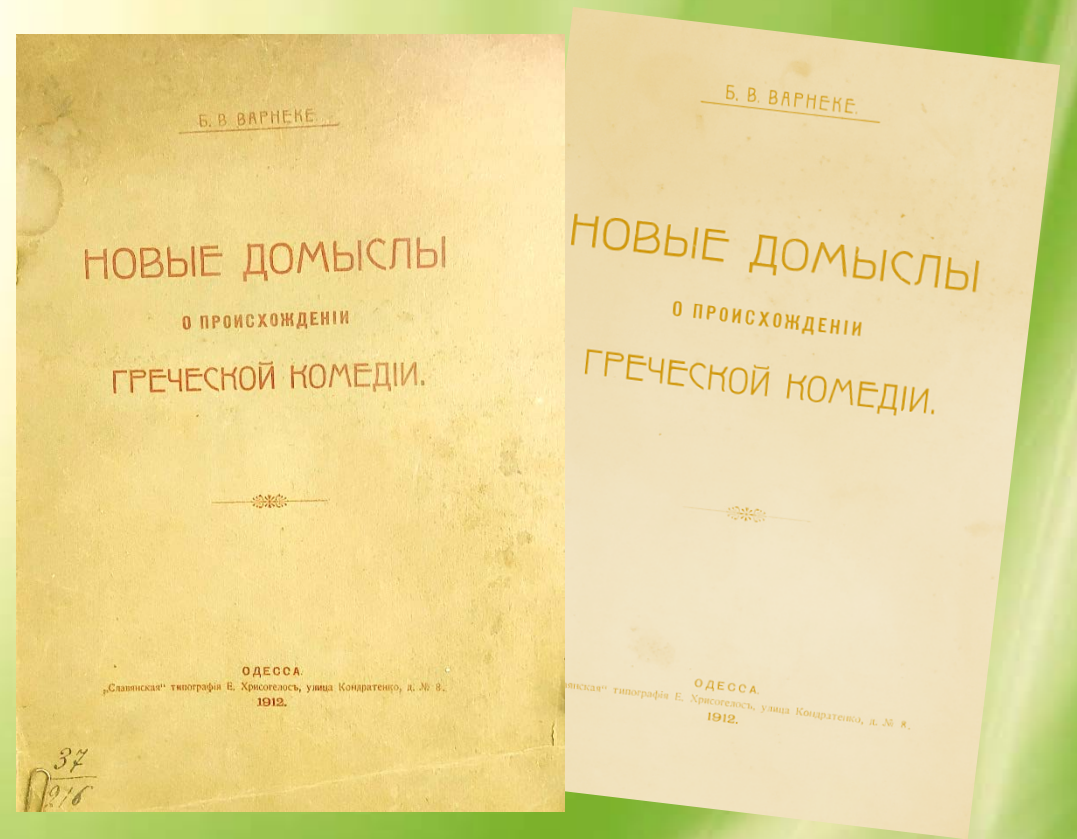 Б. В. ВАРНЕКЕ.
НОВЫЕ ДОМЫСЛЫ
О ПРОИСХОЖДЕНІИ
ГРЕЧЕСКОЙ КОМЕДІИ.
ОДЕССА.
„Славянская“ типографія Е. Хрисогелосъ, улица Кондратенко, д. № 8.
1912.
37
216
Б. В. ВАРНЕКЕ.
НОВЫЕ ДОМЫСЛЫ
О ПРОИСХОЖДЕНІИ
ГРЕЧЕСКОЙ КОМЕДІИ.
ОДЕССА.
типографія Е. Хрисогелосъ, улица Кондратенко, д. № 8.
1912.